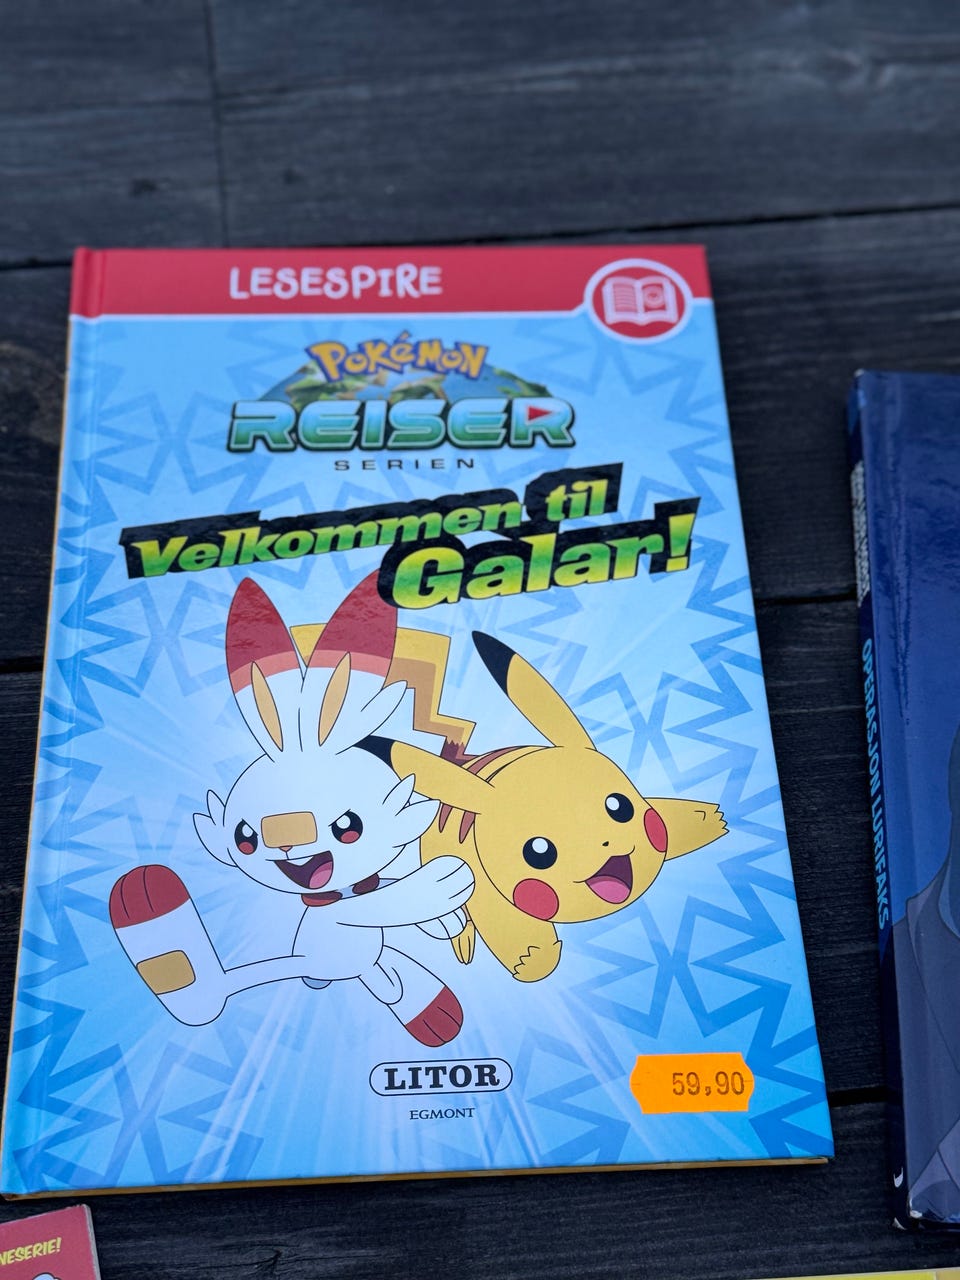 LESESPIRE
POKéMON
REISER
SERIEN
Velkommen til
Galar!
LITOR
EGMONT
59,90
OPERASJON LURIFAKS
NESERIE!